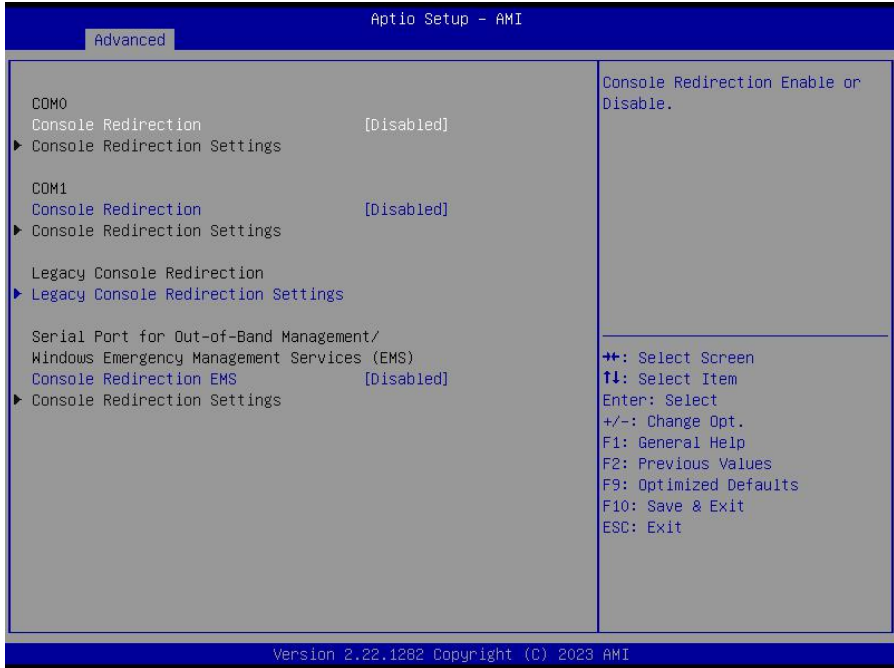 Aptio Setup – AMI
Advanced
COM0
Console Redirection [Disabled]
▶ Console Redirection Settings
COM1
Console Redirection [Disabled]
▶ Console Redirection Settings
Legacy Console Redirection
▶ Legacy Console Redirection Settings
Serial Port for Out-of-Band Management/
Windows Emergency Management Services (EMS)
Console Redirection EMS [Disabled]
▶ Console Redirection Settings
Console Redirection Enable or
Disable.
→←: Select Screen
↑↓: Select Item
Enter: Select
+/-: Change Opt.
F1: General Help
F2: Previous Values
F9: Optimized Defaults
F10: Save & Exit
ESC: Exit
Version 2.22.1282 Copyright (C) 2023 AMI